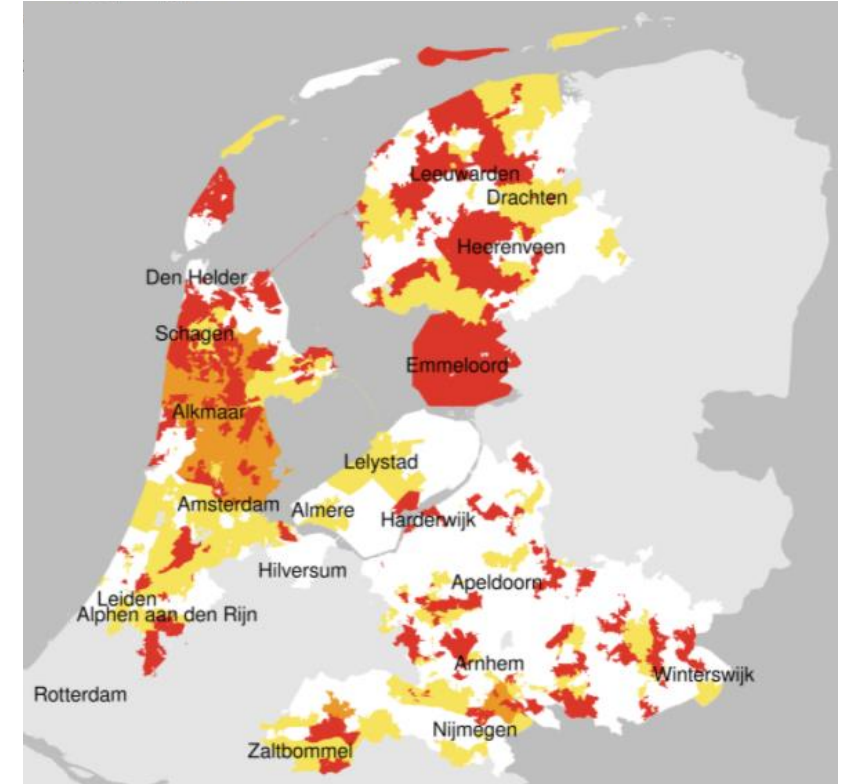 Leeuwarden
Drachten
Heerenveen
Den Helder
Schagen
Emmeloord
Alkmaar
Lelystad
Amsterdam
Almere
Harderwijk
Hilversum
Apeldoorn
Leiden
Alphen aan den Rijn
Arnhem
Winterswijk
Rotterdam
Nijmegen
Zaltbommel